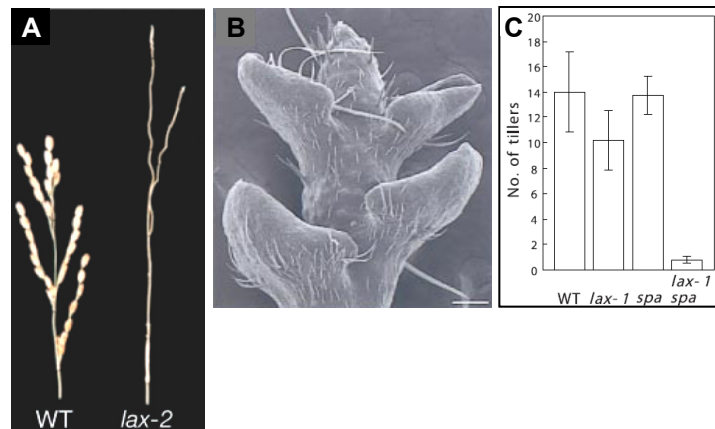 A
WT
lax-2
B
C
No. of tillers
20
18
16
14
12
10
8
6
4
2
0
WT
lax-1
spa
lax-1
spa